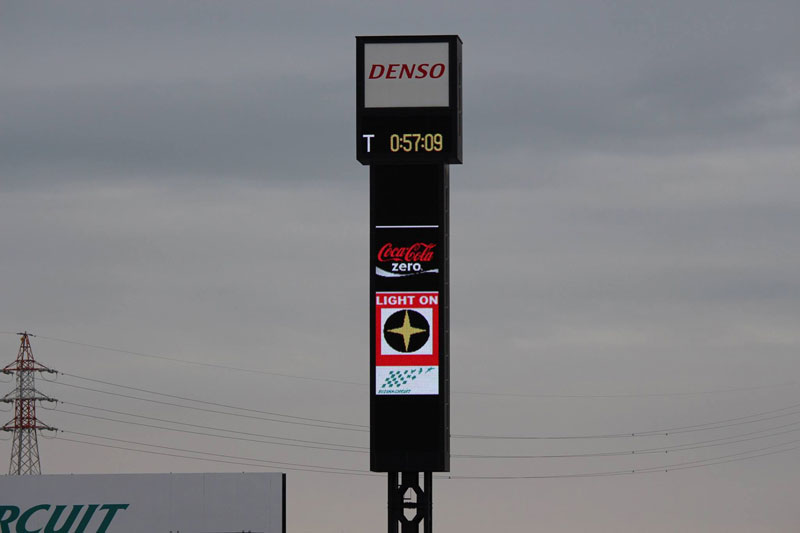 DENSO
T 0:57:09
Coca-Cola
zero
LIGHT ON
RCUIT